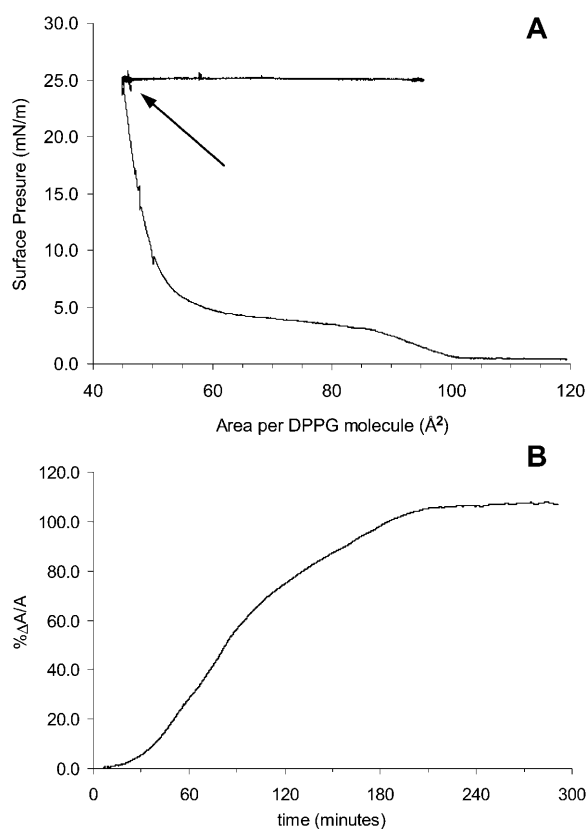 A
30.0
25.0
20.0
15.0
10.0
5.0
0.0
Surface Presure (mN/m)
40 60 80 100 120
Area per DPPG molecule (Å²)
B
120.0
100.0
80.0
60.0
40.0
20.0
0.0
%ΔA/A
0 60 120 180 240 300
time (minutes)